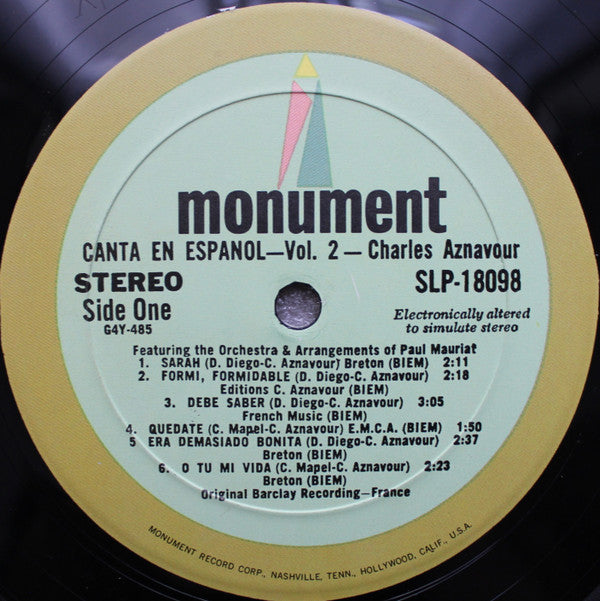 monument
CANTA EN ESPANOL—Vol. 2 — Charles Aznavour
STEREO
SLP-18098
Side One
G4Y-485
Electronically altered
to simulate stereo
Featuring the Orchestra & Arrangements of Paul Mauriat
1. SARAH (D. Diego-C. Aznavour) Breton (BIEM) 2:11
2. FORMI, FORMIDABLE (D. Diego-C. Aznavour) 2:18
Editions C. Aznavour (BIEM)
3. DEBE SABER (D. Diego-C. Aznavour) 3:05
French Music (BIEM)
4. QUEDATE (C. Mapel-C. Aznavour) E.M.C.A. (BIEM) 1:50
5 ERA DEMASIADO BONITA (D. Diego-C. Aznavour) 2:37
Breton (BIEM)
6. O TU MI VIDA (C. Mapel-C. Aznavour) 2:23
Breton (BIEM)
Original Barclay Recording—France
MONUMENT RECORD CORP., NASHVILLE, TENN., HOLLYWOOD, CALIF., U.S.A.